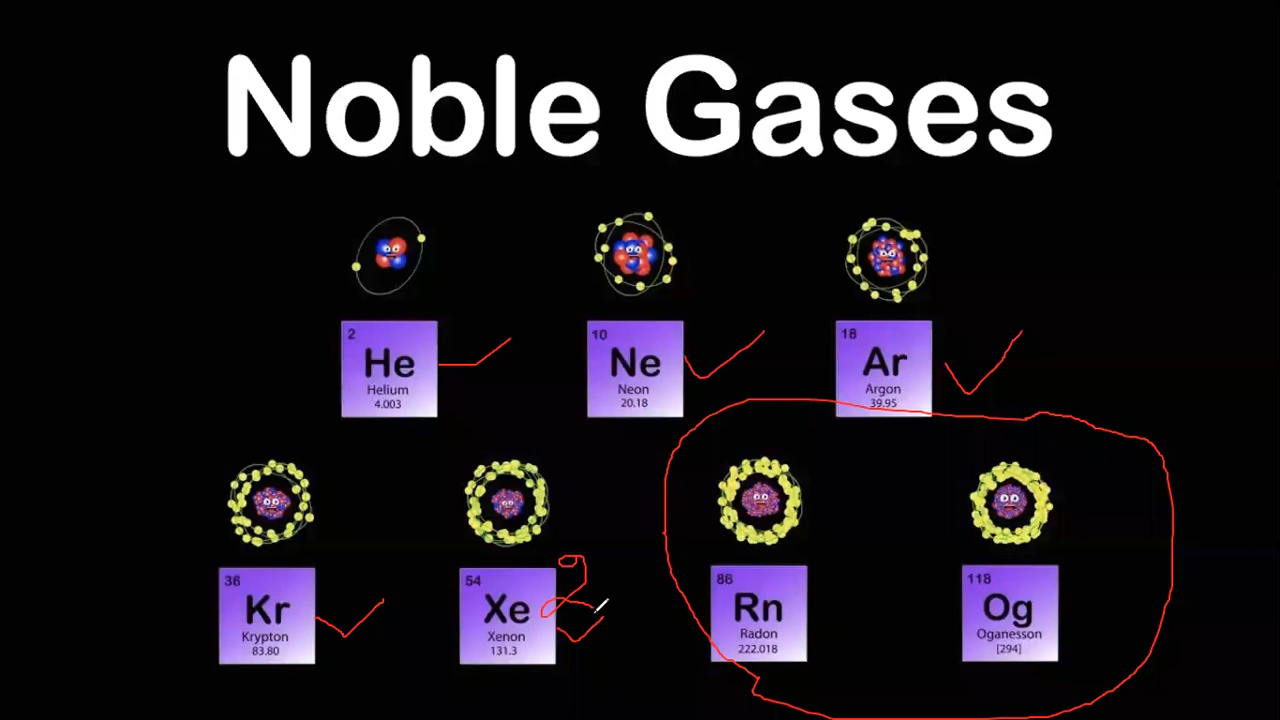 Noble Gases
2
He
Helium
4.003
10
Ne
Neon
20.18
18
Ar
Argon
39.95
36
Kr
Krypton
83.80
54
Xe
Xenon
131.3
86
Rn
Radon
222.018
118
Og
Oganesson
[294]